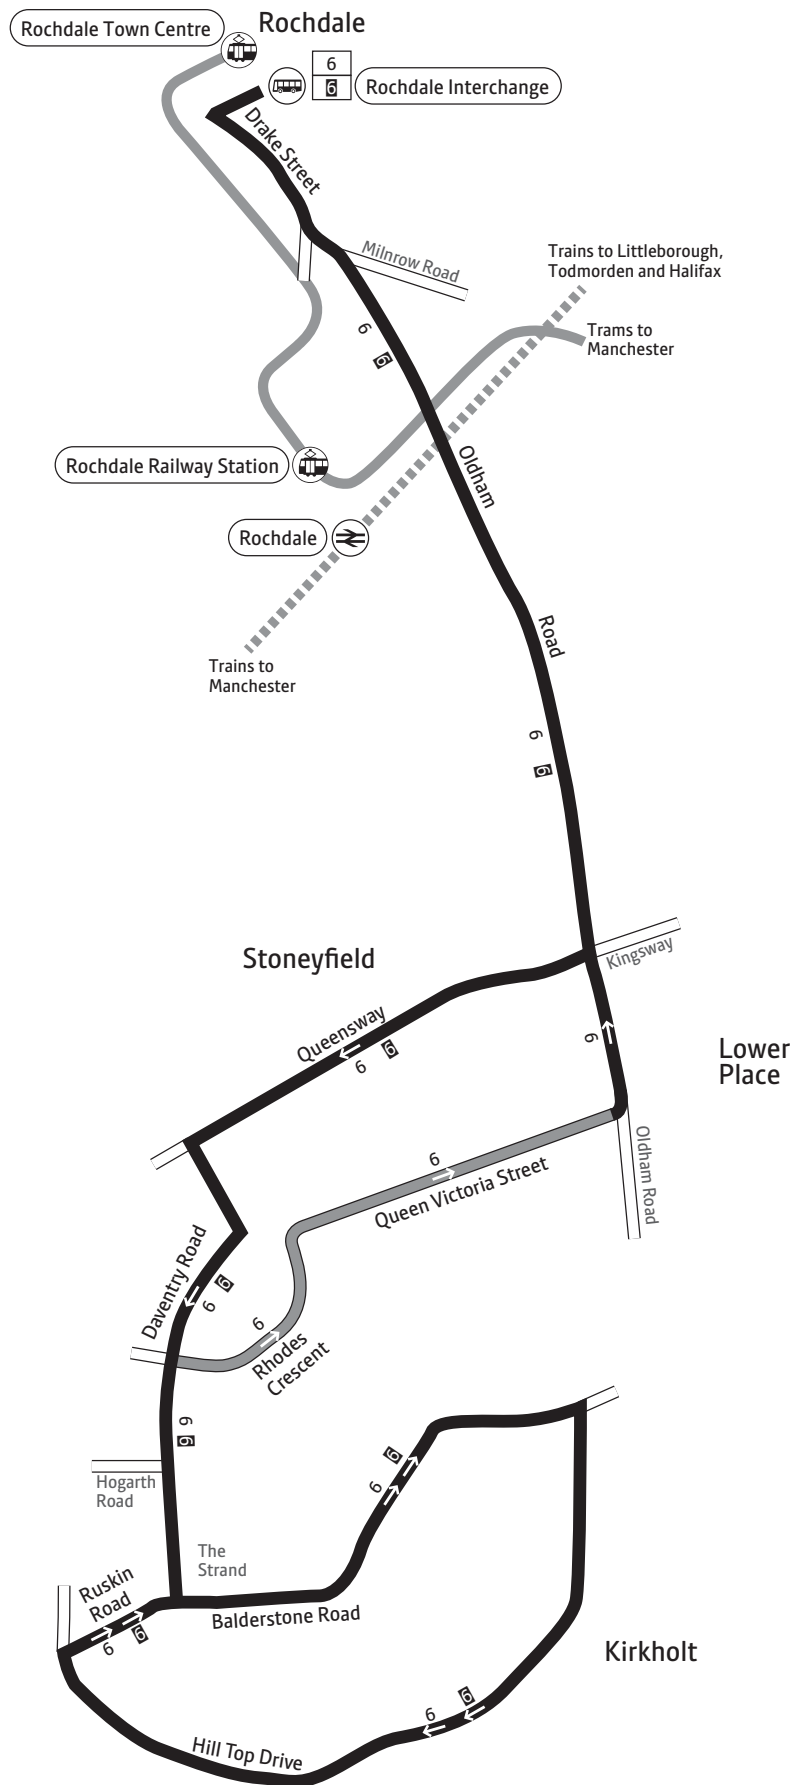 Rochdale Town Centre
Rochdale
6
6
Rochdale Interchange
Drake Street
Milnrow Road
Trains to Littleborough,
Todmorden and Halifax
6
6
Trams to
Manchester
Rochdale Railway Station
Oldham
Rochdale
Road
Trains to
Manchester
6
6
Stoneyfield
Kingsway
Queensway
6
6
6
Lower
Place
Oldham Road
6
Queen Victoria Street
Daventry Road
6
6
6
Rhodes
Crescent
6
6
6
6
Hogarth
Road
The
Strand
Ruskin
Road
6
6
Balderstone Road
Kirkholt
6
6
Hill Top Drive